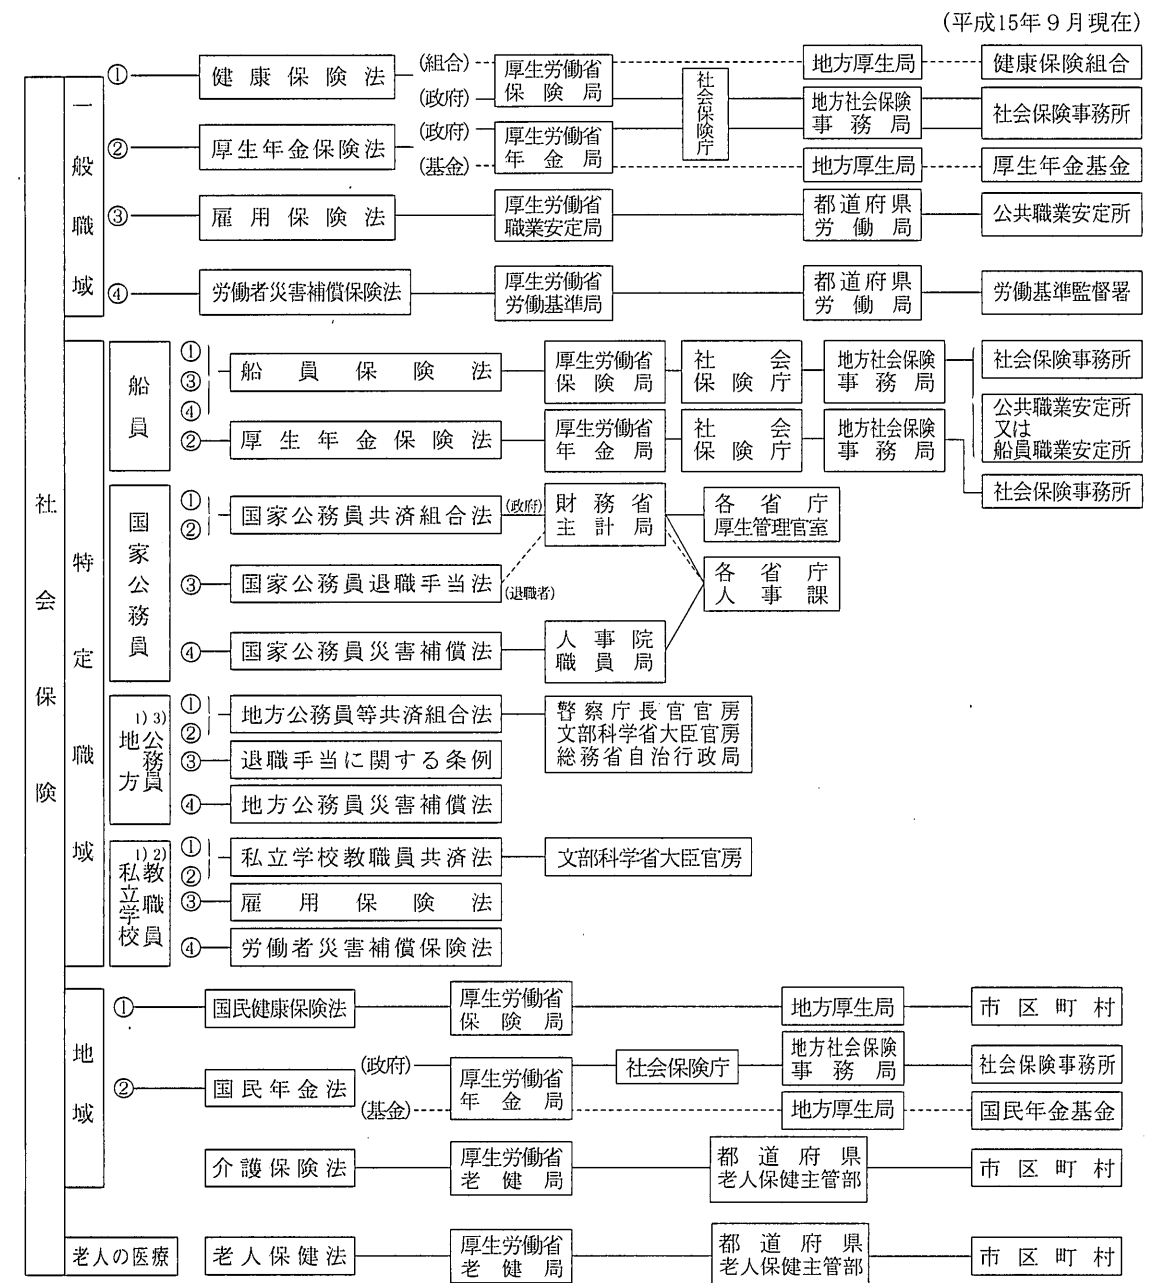 (平成15年9月現在)
社会保険
一般職域
① 健康保険法 (組合) 厚生労働省保険局 地方厚生局 健康保険組合
(政府) 社会保険庁 地方社会保険事務局 社会保険事務所
② 厚生年金保険法 (政府) 厚生労働省年金局
(基金) 地方厚生局 厚生年金基金
③ 雇用保険法 厚生労働省職業安定局 都道府県労働局 公共職業安定所
④ 労働者災害補償保険法 厚生労働省労働基準局 都道府県労働局 労働基準監督署
特定職域
船員
①③④ 船員保険法 厚生労働省保険局 社会保険庁 地方社会保険事務局 社会保険事務所
公共職業安定所
又は
船員職業安定所
② 厚生年金保険法 厚生労働省年金局 社会保険庁 地方社会保険事務局 社会保険事務所
国家公務員
①② 国家公務員共済組合法 (政府) 財務省主計局 各省庁厚生管理官室
③ 国家公務員退職手当法 (退職者) 各省庁人事課
④ 国家公務員災害補償法 人事院職員局
地方公務員 1) 3)
①② 地方公務員等共済組合法 警察庁長官官房
文部科学省大臣官房
総務省自治行政局
③ 退職手当に関する条例
④ 地方公務員災害補償法
私立学校教職員 1) 2)
①② 私立学校教職員共済法 文部科学省大臣官房
③ 雇用保険法
④ 労働者災害補償保険法
地域
① 国民健康保険法 厚生労働省保険局 地方厚生局 市区町村
② 国民年金法 (政府) 厚生労働省年金局 社会保険庁 地方社会保険事務局 社会保険事務所
(基金) 地方厚生局 国民年金基金
介護保険法 厚生労働省老健局 都道府県老人保健主管部 市区町村
老人の医療 老人保健法 厚生労働省老健局 都道府県老人保健主管部 市区町村